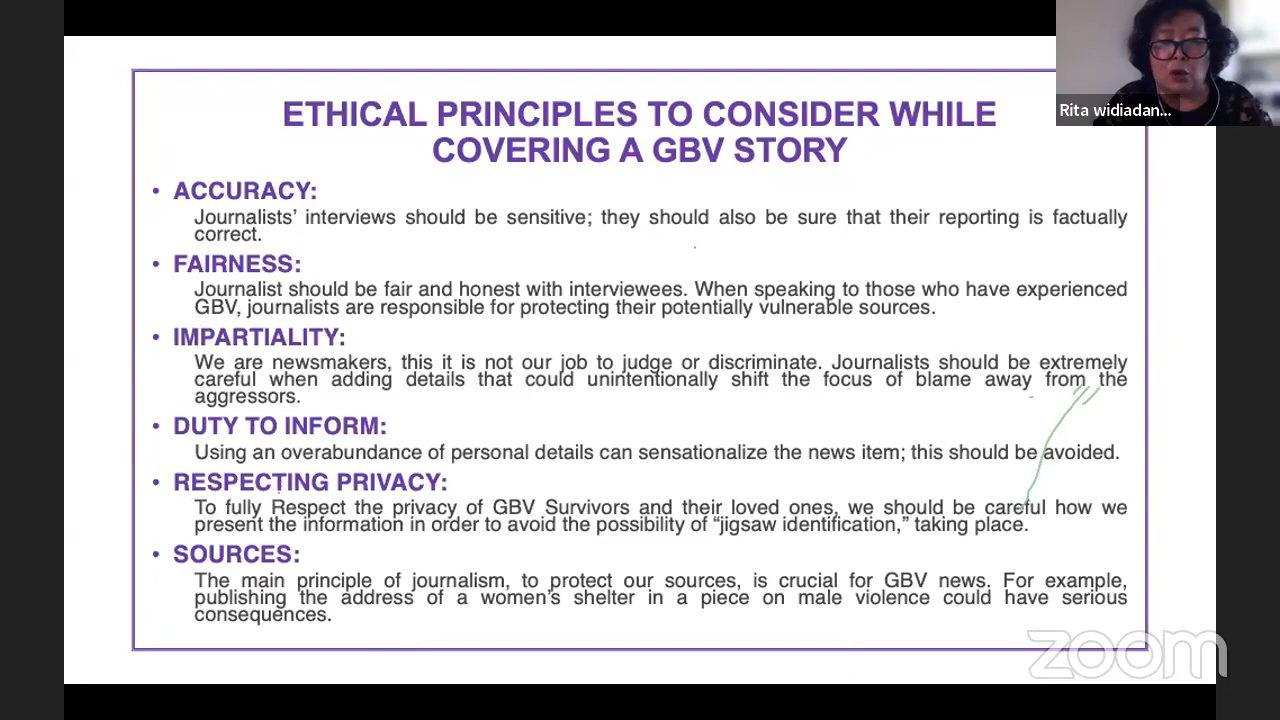 Rita widiadan...
ETHICAL PRINCIPLES TO CONSIDER WHILE
COVERING A GBV STORY
• ACCURACY:
Journalists' interviews should be sensitive; they should also be sure that their reporting is factually
correct.
• FAIRNESS:
Journalist should be fair and honest with interviewees. When speaking to those who have experienced
GBV, journalists are responsible for protecting their potentially vulnerable sources.
• IMPARTIALITY:
We are newsmakers, this it is not our job to judge or discriminate. Journalists should be extremely
careful when adding details that could unintentionally shift the focus of blame away from the
aggressors.
• DUTY TO INFORM:
Using an overabundance of personal details can sensationalize the news item; this should be avoided.
• RESPECTING PRIVACY:
To fully Respect the privacy of GBV Survivors and their loved ones, we should be careful how we
present the information in order to avoid the possibility of “jigsaw identification,” taking place.
• SOURCES:
The main principle of journalism, to protect our sources, is crucial for GBV news. For example,
publishing the address of a women's shelter in a piece on male violence could have serious
consequences.
zoom